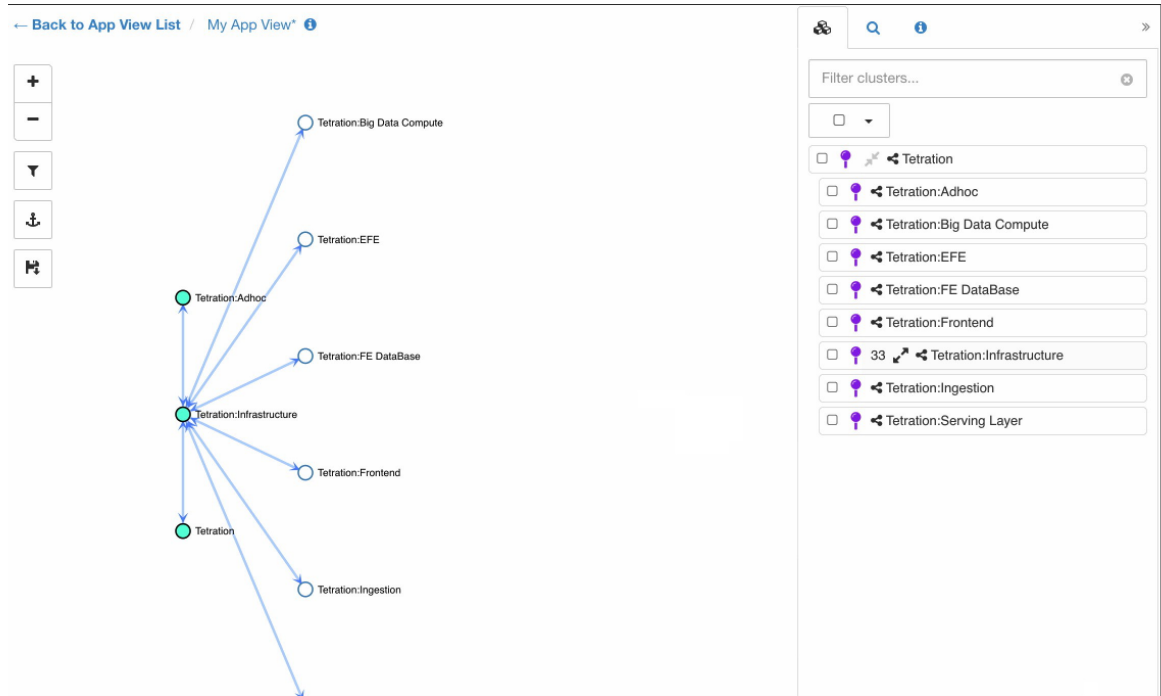 ← Back to App View List / My App View*
Tetration:Big Data Compute
Tetration:EFE
Tetration:Adhoc
Tetration:FE DataBase
Tetration:Infrastructure
Tetration:Frontend
Tetration
Tetration:Ingestion
Filter clusters...
Tetration
Tetration:Adhoc
Tetration:Big Data Compute
Tetration:EFE
Tetration:FE DataBase
Tetration:Frontend
33 Tetration:Infrastructure
Tetration:Ingestion
Tetration:Serving Layer